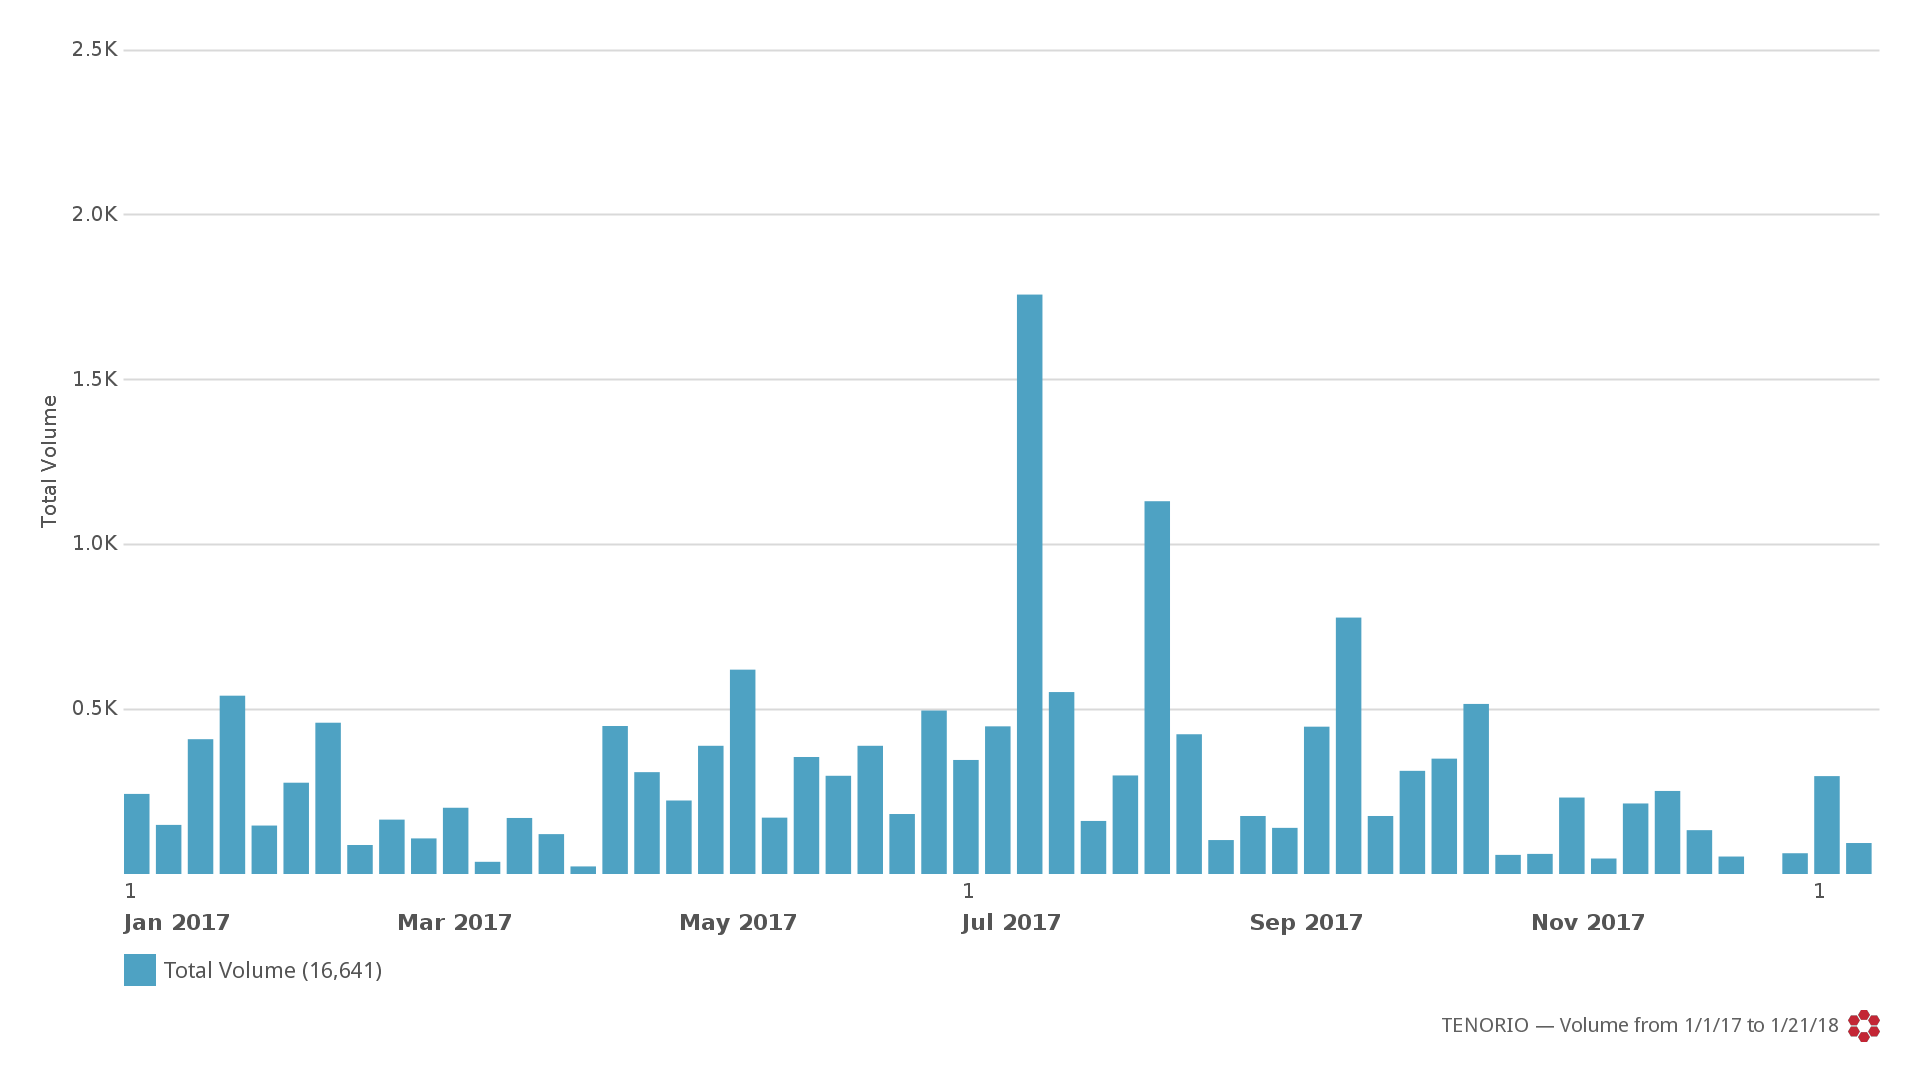 2.5K
2.0K
1.5K
1.0K
0.5K
Total Volume
1 1 1
Jan 2017 Mar 2017 May 2017 Jul 2017 Sep 2017 Nov 2017
Total Volume (16,641)
TENORIO — Volume from 1/1/17 to 1/21/18